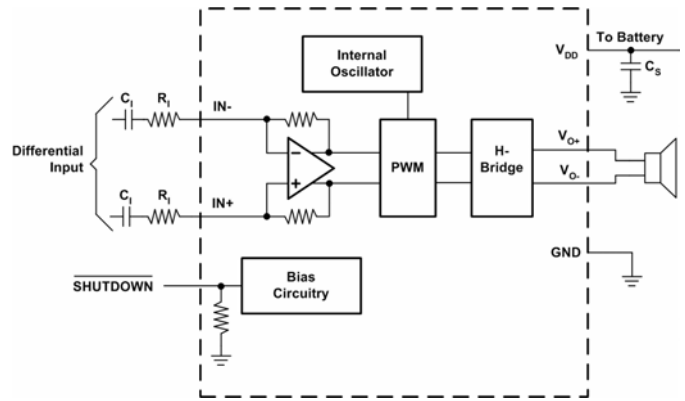 To Battery
Internal
Oscillator
V_DD
C_S
C_I
R_I
IN-
Differential
Input
PWM
H-
Bridge
V_O+
V_O-
−
+
C_I
R_I
IN+
GND
SHUTDOWN
Bias
Circuitry